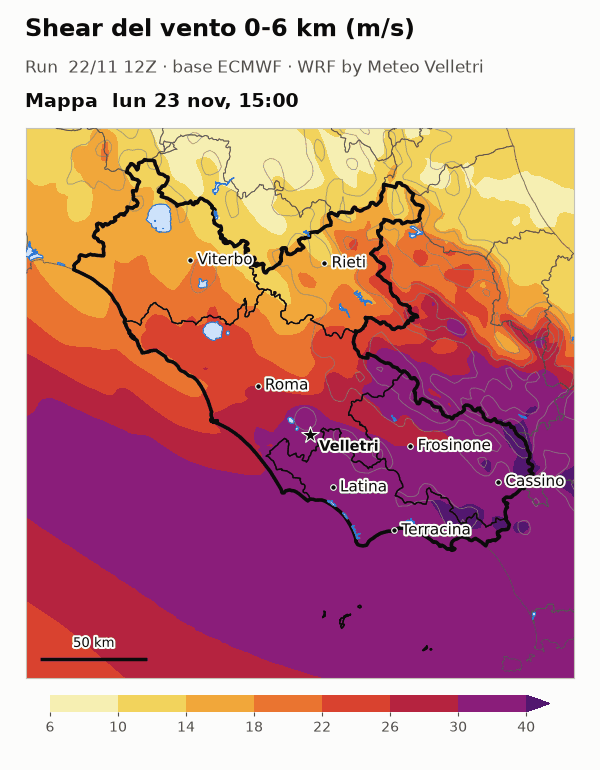 Shear del vento 0-6 km (m/s)
Run  22/11 12Z · base ECMWF · WRF by Meteo Velletri
Mappa  lun 23 nov, 15:00
Viterbo
Rieti
Roma
Velletri
Frosinone
Latina
Cassino
Terracina
50 km
6 10 14 18 22 26 30 40